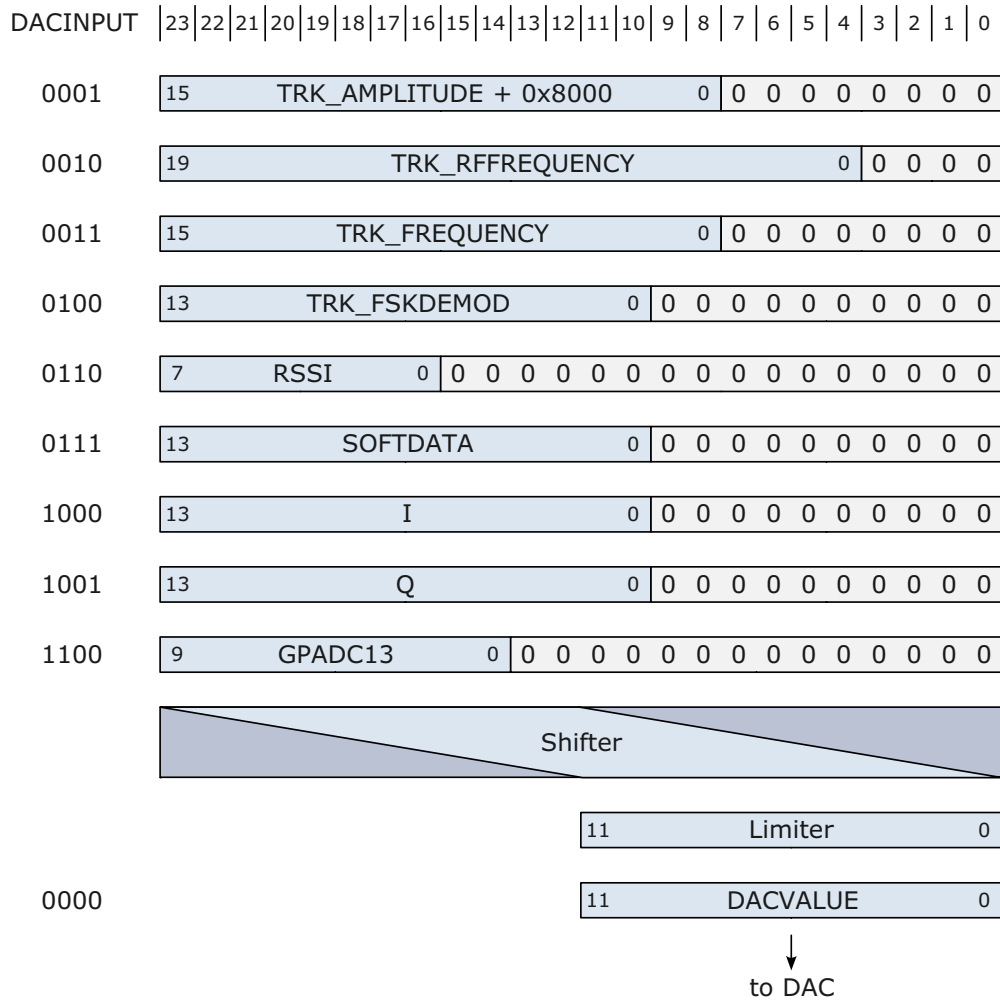 DACINPUT 23 22 21 20 19 18 17 16 15 14 13 12 11 10 9 8 7 6 5 4 3 2 1 0
0001 15 TRK_AMPLITUDE + 0x8000 0 0 0 0 0 0 0 0 0
0010 19 TRK_RFFREQUENCY 0 0 0 0 0
0011 15 TRK_FREQUENCY 0 0 0 0 0 0 0 0 0
0100 13 TRK_FSKDEMOD 0 0 0 0 0 0 0 0 0 0 0
0110 7 RSSI 0 0 0 0 0 0 0 0 0 0 0 0 0 0 0 0 0
0111 13 SOFTDATA 0 0 0 0 0 0 0 0 0 0 0
1000 13 I 0 0 0 0 0 0 0 0 0 0 0
1001 13 Q 0 0 0 0 0 0 0 0 0 0 0
1100 9 GPADC13 0 0 0 0 0 0 0 0 0 0 0 0 0 0 0
Shifter
11 Limiter 0
0000 11 DACVALUE 0
to DAC